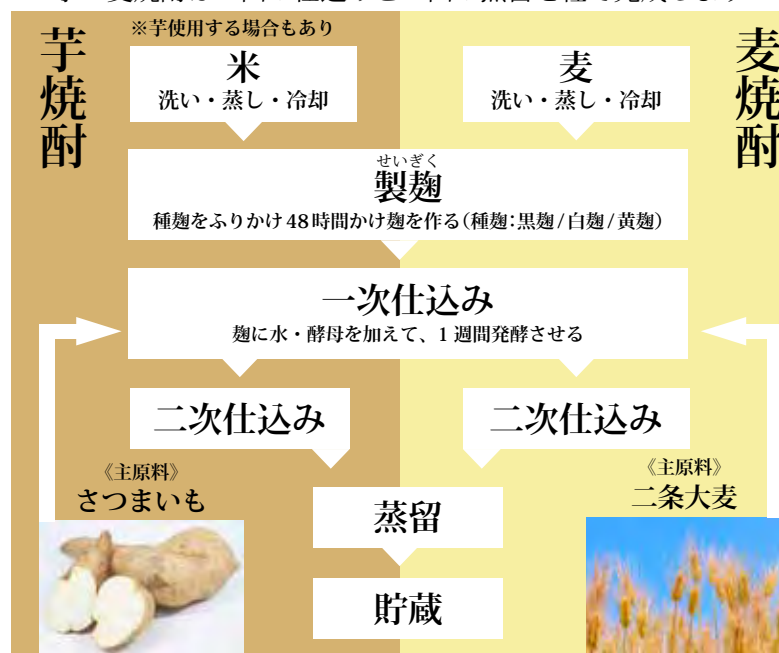 芋焼酎
※芋使用する場合もあり
米
洗い・蒸し・冷却
麦
洗い・蒸し・冷却
麦焼酎
せいぎく
製麹
種麹をふりかけ48時間かけ麹を作る(種麹:黒麹/白麹/黄麹)
一次仕込み
麹に水・酵母を加えて、1週間発酵させる
二次仕込み
二次仕込み
《主原料》
さつまいも
《主原料》
二条大麦
蒸留
貯蔵